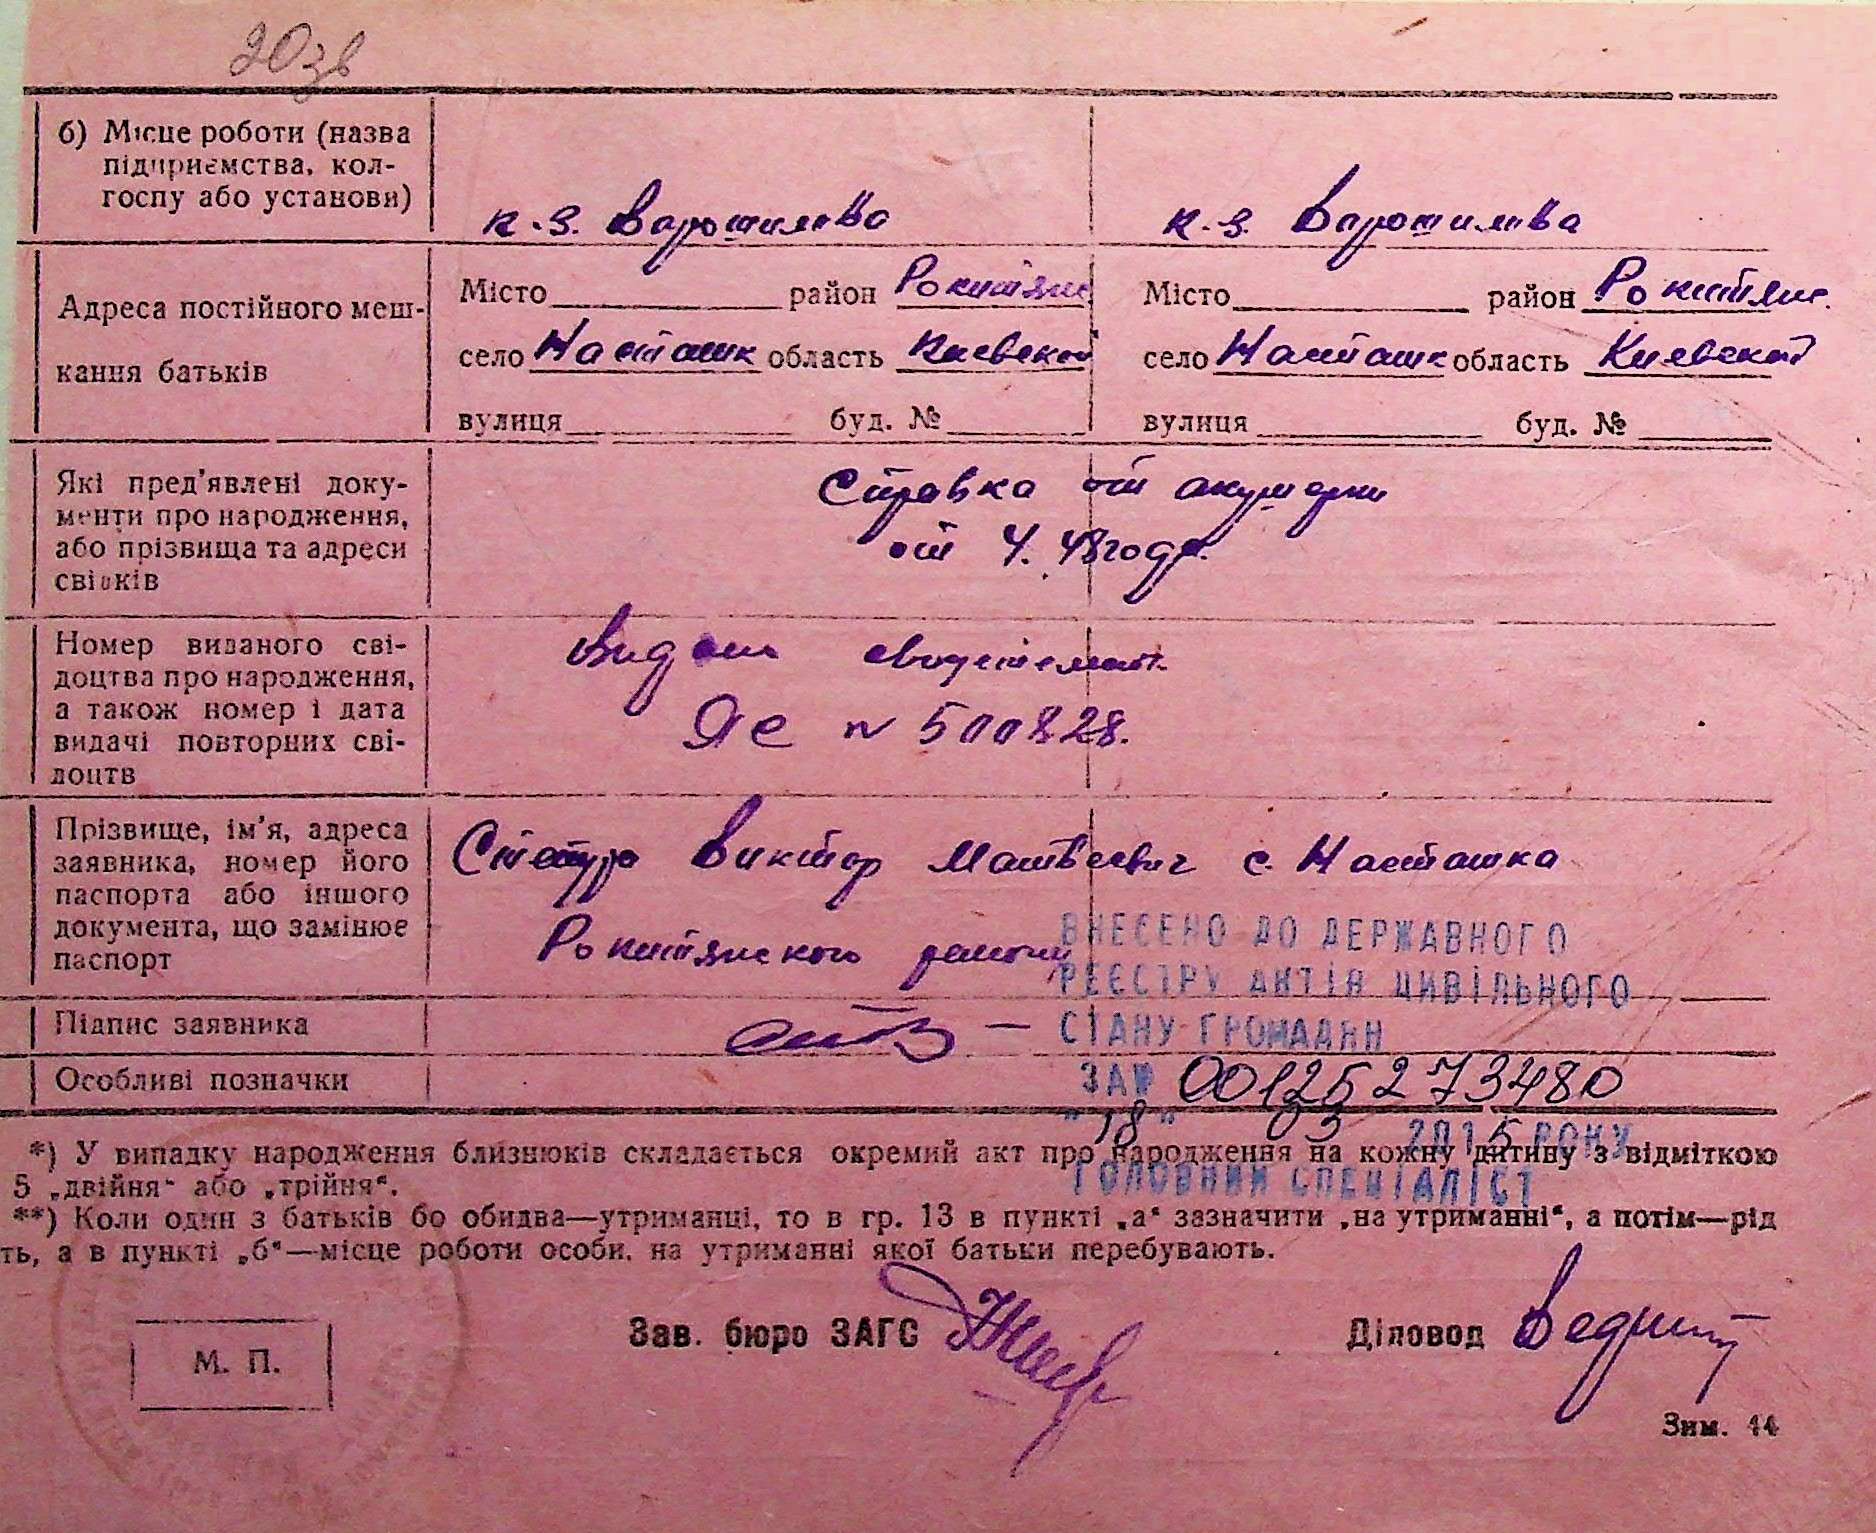 б) Місце роботи (назва
підприємства, кол-
госпу або установи)
к-з. Ворошилова
к-з. Ворошилова
Адреса постійного меш-
кання батьків
Місто район Рокитянс
село Насташк область Киевской
вулиця буд. №
Місто район Рокитянс.
село Насташк область Киевской
вулиця буд. №
Які пред'явлені доку-
менти про народження,
або прізвища та адреси
свідків
Справка от акушерки
от 4. 48 года.
Номер виданого сві-
доцтва про народження,
а також номер і дата
видачі повторних сві-
доцтв
Видан
ЯЕ N 500828.
Прізвище, ім'я, адреса
заявника, номер його
паспорта або іншого
документа, що замінює
паспорт
Виктор Матвеевич с. Насташка
Рокитянского района
ВНЕСЕНО ДО ДЕРЖАВНОГО
РЕЄСТРУ АКТІВ ЦИВІЛЬНОГО
СТАНУ ГРОМАДЯН
Підпис заявника
Особливі позначки
ЗА№ 00125273480
"18" 03 2015 РОКУ
ГОЛОВНИЙ СПЕЦІАЛІСТ
*) У випадку народження близнюків складається окремий акт про народження на кожну дитину з відміткою
5 „двійня“ або „трійня“.
**) Коли один з батьків бо обидва—утриманці, то в гр. 13 в пункті „а“ зазначити „на утриманні“, а потім—рід
ть, а в пункті „б“—місце роботи особи, на утриманні якої батьки перебувають.
М. П.
Зав. бюро ЗАГС
Діловод
Зим. 44